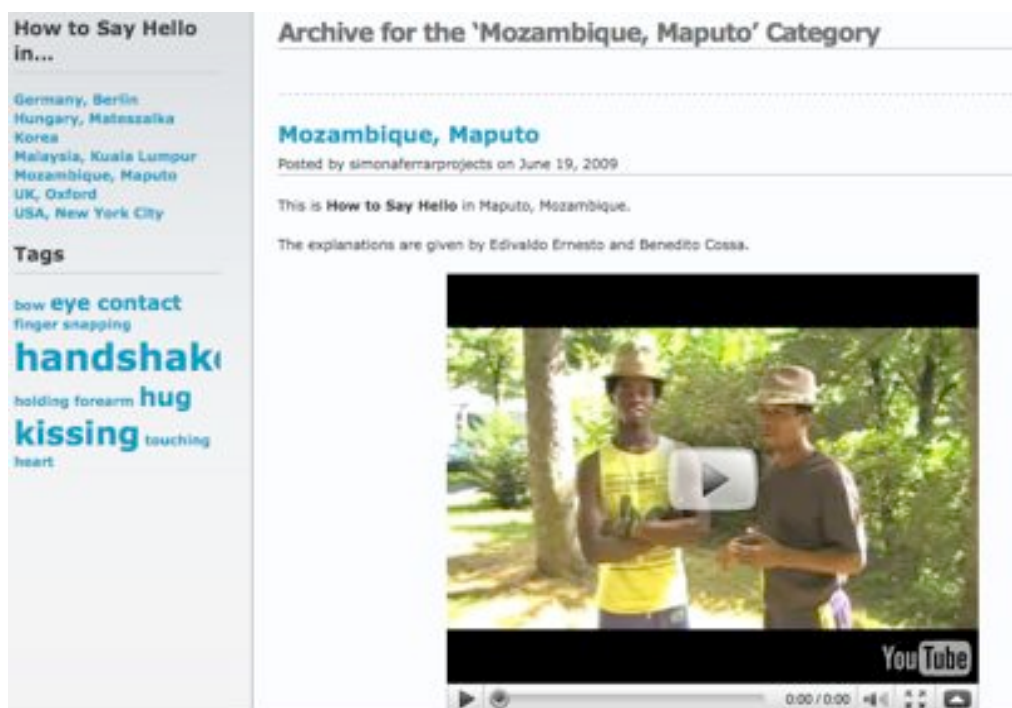 How to Say Hello
in...
Germany, Berlin
Hungary, Mateszalka
Korea
Malaysia, Kuala Lumpur
Mozambique, Maputo
UK, Oxford
USA, New York City
Tags
bow eye contact
finger snapping
handshake
holding forearm hug
kissing touching
heart
Archive for the ‘Mozambique, Maputo’ Category
Mozambique, Maputo
Posted by simonaferrarprojects on June 19, 2009
This is How to Say Hello in Maputo, Mozambique.
The explanations are given by Edivaldo Ernesto and Benedito Cossa.
YouTube
0:00 / 0:00